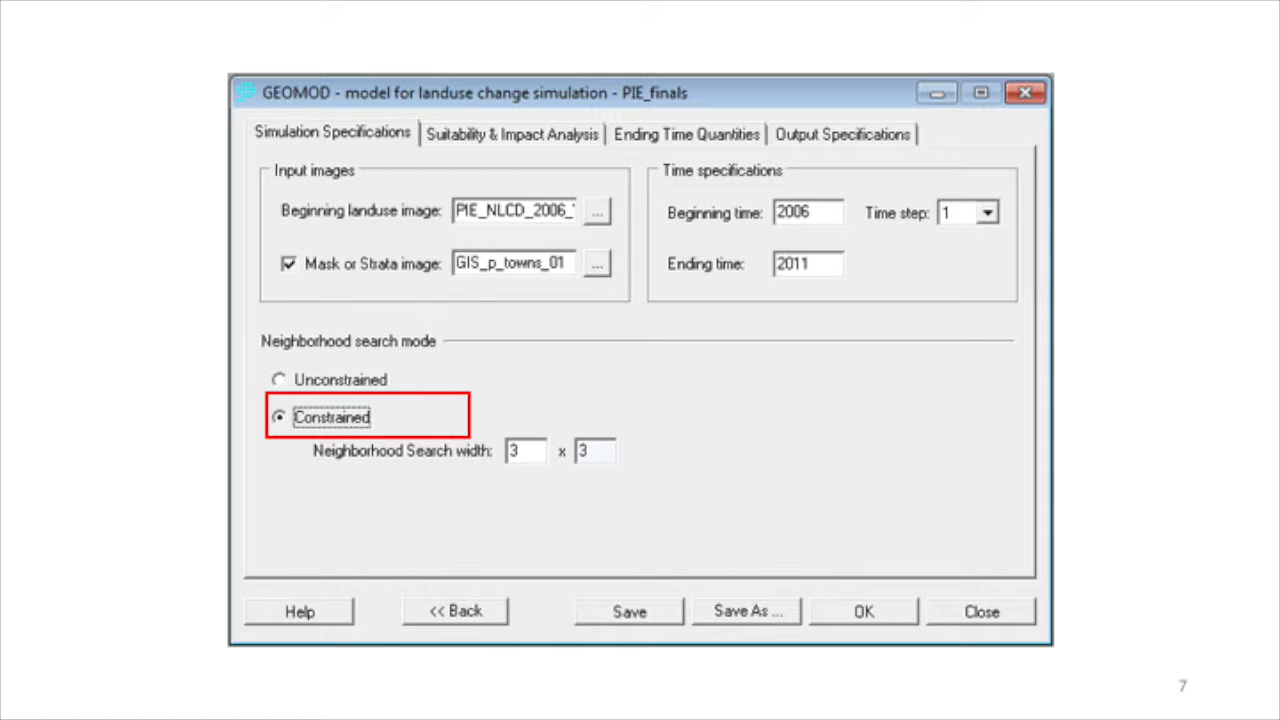 GEOMOD - model for landuse change simulation - PIE_finals
Simulation Specifications
Suitability & Impact Analysis
Ending Time Quantities
Output Specifications
Input images
Beginning landuse image: PIE_NLCD_2006_ ...
Mask or Strata image: GIS_p_towns_01 ...
Time specifications
Beginning time: 2006 Time step: 1
Ending time: 2011
Neighborhood search mode
Unconstrained
Constrained
Neighborhood Search width: 3 x 3
Help
<< Back
Save
Save As ...
OK
Close
7